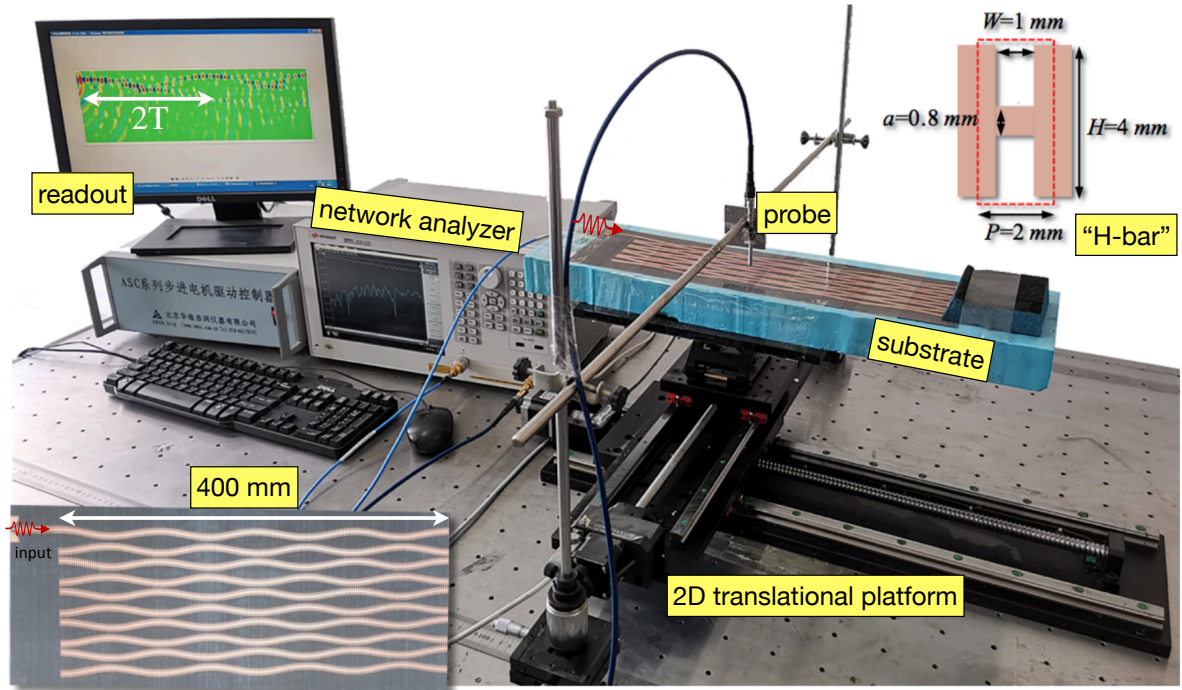 2T
DELL
readout
network analyzer
probe
W=1 mm
a=0.8 mm
H=4 mm
P=2 mm
“H-bar”
ASC系列步进电机驱动控制器
substrate
DELL
400 mm
input
2D translational platform